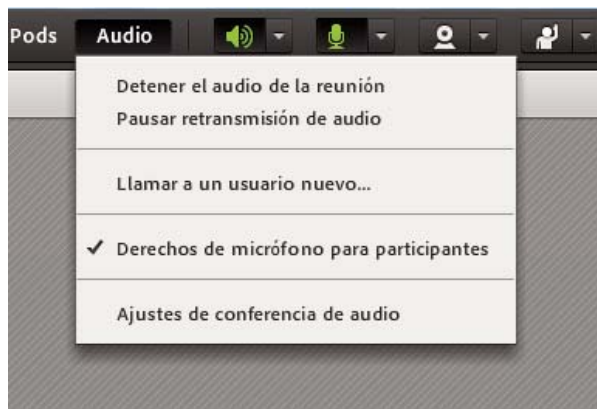 Pods Audio
Detener el audio de la reunión
Pausar retransmisión de audio
Llamar a un usuario nuevo...
Derechos de micrófono para participantes
Ajustes de conferencia de audio